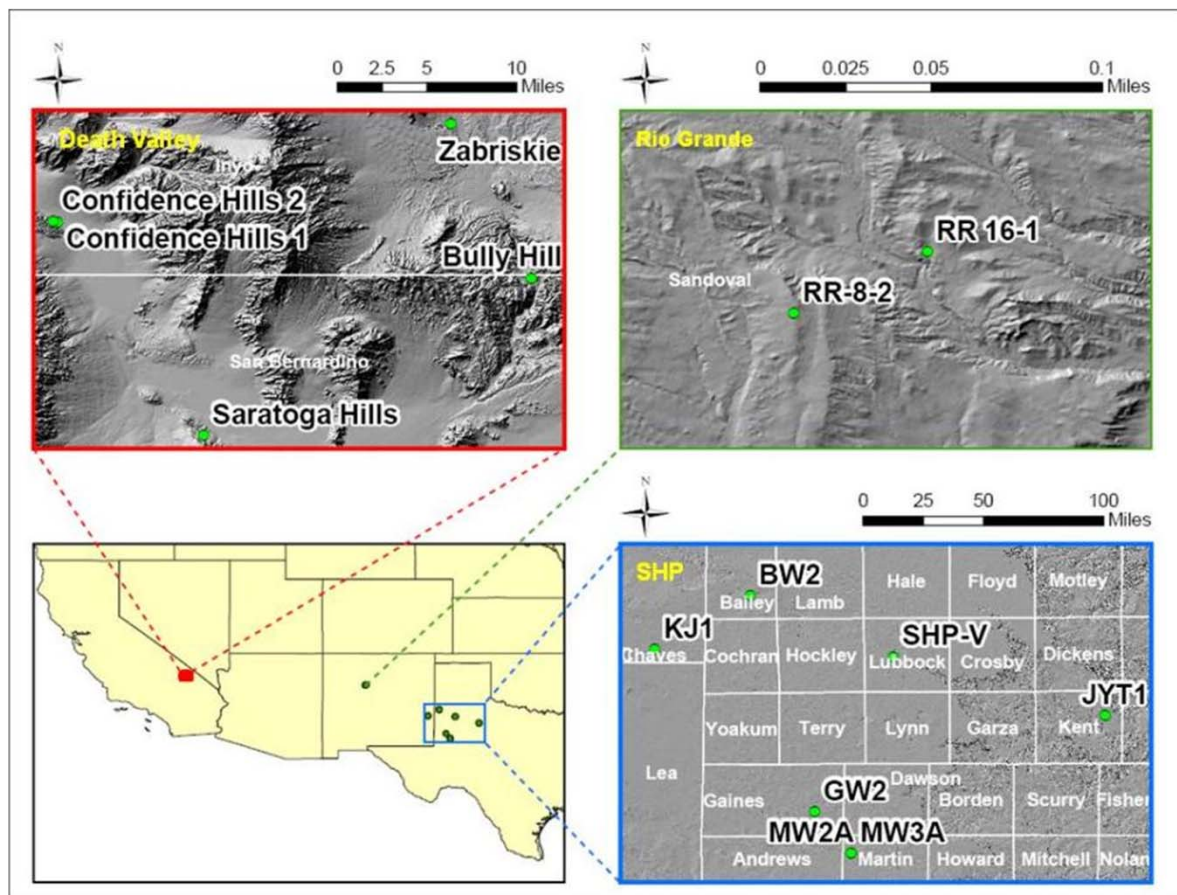 N
0 2.5 5 10
Miles
Death Valley
Inyo
Zabriskie
Confidence Hills 2
Confidence Hills 1
Bully Hill
San Bernardino
Saratoga Hills
N
0 0.025 0.05 0.1
Miles
Rio Grande
RR 16-1
Sandoval
RR-8-2
N
0 25 50 100
Miles
SHP
BW2
Hale Floyd Motley
Bailey Lamb
KJ1
SHP-V
Chaves Cochran Hockley Lubbock Crosby Dickens
JYT1
Yoakum Terry Lynn Garza Kent
Lea
Dawson
GW2
Gaines Borden Scurry Fisher
MW2A MW3A
Andrews Martin Howard Mitchell Nolan